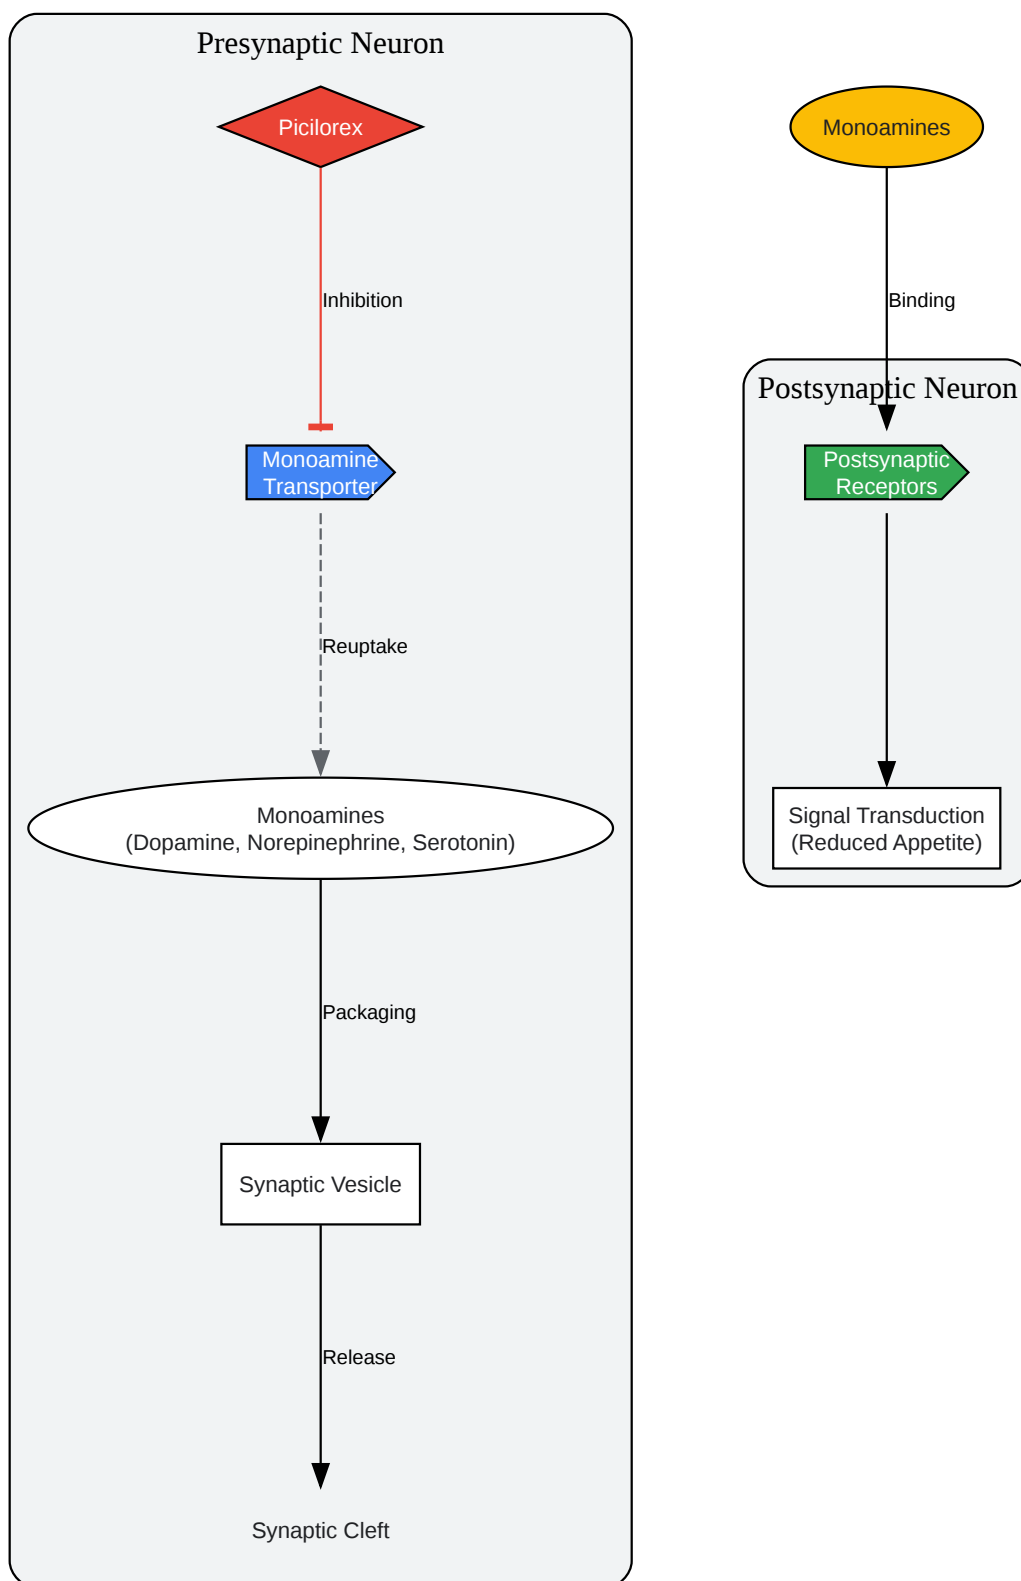 Presynaptic Neuron
Picilorex
Inhibition
Monoamine
Transporter
Reuptake
Monoamines
(Dopamine, Norepinephrine, Serotonin)
Packaging
Synaptic Vesicle
Release
Synaptic Cleft
Monoamines
Binding
Postsynaptic Neuron
Postsynaptic
Receptors
Signal Transduction
(Reduced Appetite)